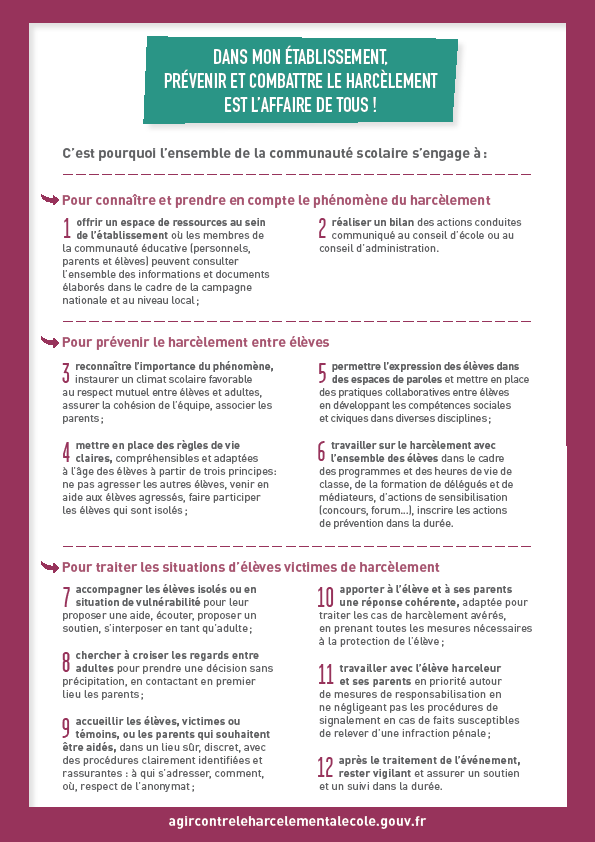 DANS MON ÉTABLISSEMENT,
PRÉVENIR ET COMBATTRE LE HARCÈLEMENT
EST L'AFFAIRE DE TOUS !
C'est pourquoi l'ensemble de la communauté scolaire s'engage à :
Pour connaître et prendre en compte le phénomène du harcèlement
1 offrir un espace de ressources au sein
de l'établissement où les membres de
la communauté éducative (personnels,
parents et élèves) peuvent consulter
l'ensemble des informations et documents
élaborés dans le cadre de la campagne
nationale et au niveau local ;
2 réaliser un bilan des actions conduites
communiqué au conseil d'école ou au
conseil d'administration.
Pour prévenir le harcèlement entre élèves
3 reconnaître l'importance du phénomène,
instaurer un climat scolaire favorable
au respect mutuel entre élèves et adultes,
assurer la cohésion de l'équipe, associer les
parents ;
4 mettre en place des règles de vie
claires, compréhensibles et adaptées
à l'âge des élèves à partir de trois principes :
ne pas agresser les autres élèves, venir en
aide aux élèves agressés, faire participer
les élèves qui sont isolés ;
5 permettre l'expression des élèves dans
des espaces de paroles et mettre en place
des pratiques collaboratives entre élèves
en développant les compétences sociales
et civiques dans diverses disciplines ;
6 travailler sur le harcèlement avec
l'ensemble des élèves dans le cadre
des programmes et des heures de vie de
classe, de la formation de délégués et de
médiateurs, d'actions de sensibilisation
(concours, forum...), inscrire les actions
de prévention dans la durée.
Pour traiter les situations d'élèves victimes de harcèlement
7 accompagner les élèves isolés ou en
situation de vulnérabilité pour leur
proposer une aide, écouter, proposer un
soutien, s'interposer en tant qu'adulte ;
8 chercher à croiser les regards entre
adultes pour prendre une décision sans
précipitation, en contactant en premier
lieu les parents ;
9 accueillir les élèves, victimes ou
témoins, ou les parents qui souhaitent
être aidés, dans un lieu sûr, discret, avec
des procédures clairement identifiées et
rassurantes : à qui s'adresser, comment,
où, respect de l'anonymat ;
10 apporter à l'élève et à ses parents
une réponse cohérente, adaptée pour
traiter les cas de harcèlement avérés,
en prenant toutes les mesures nécessaires
à la protection de l'élève ;
11 travailler avec l'élève harceleur
et ses parents en priorité autour
de mesures de responsabilisation en
ne négligeant pas les procédures de
signalement en cas de faits susceptibles
de relever d'une infraction pénale ;
12 après le traitement de l'événement,
rester vigilant et assurer un soutien
et un suivi dans la durée.
agircontreleharcelementalecole.gouv.fr